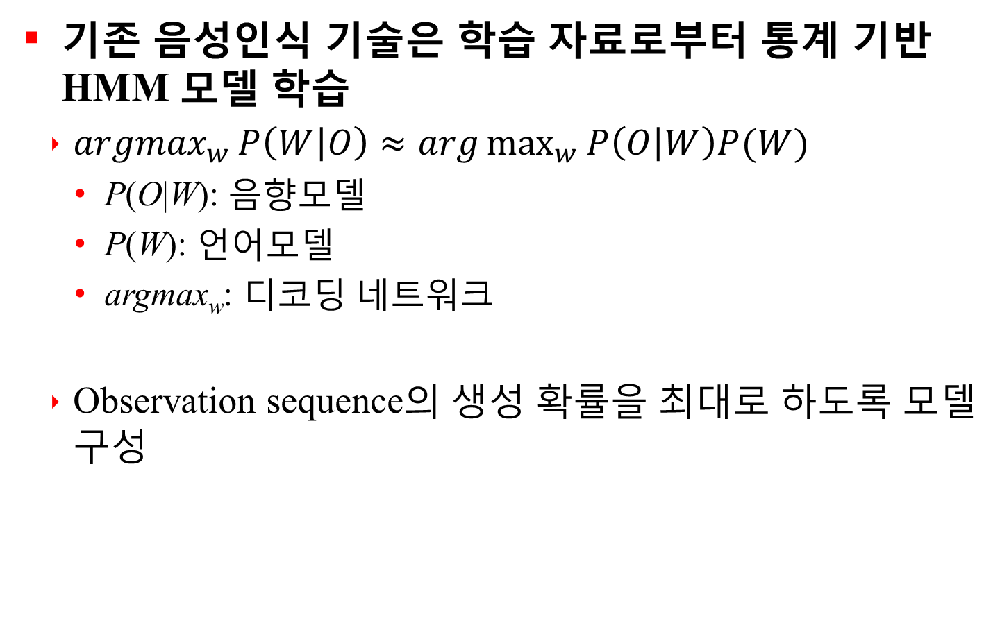 기존 음성인식 기술은 학습 자료로부터 통계 기반
HMM 모델 학습
argmax_w P(W|O) ≈ arg max_w P(O|W)P(W)
P(O|W): 음향모델
P(W): 언어모델
argmax_w: 디코딩 네트워크
Observation sequence의 생성 확률을 최대로 하도록 모델
구성